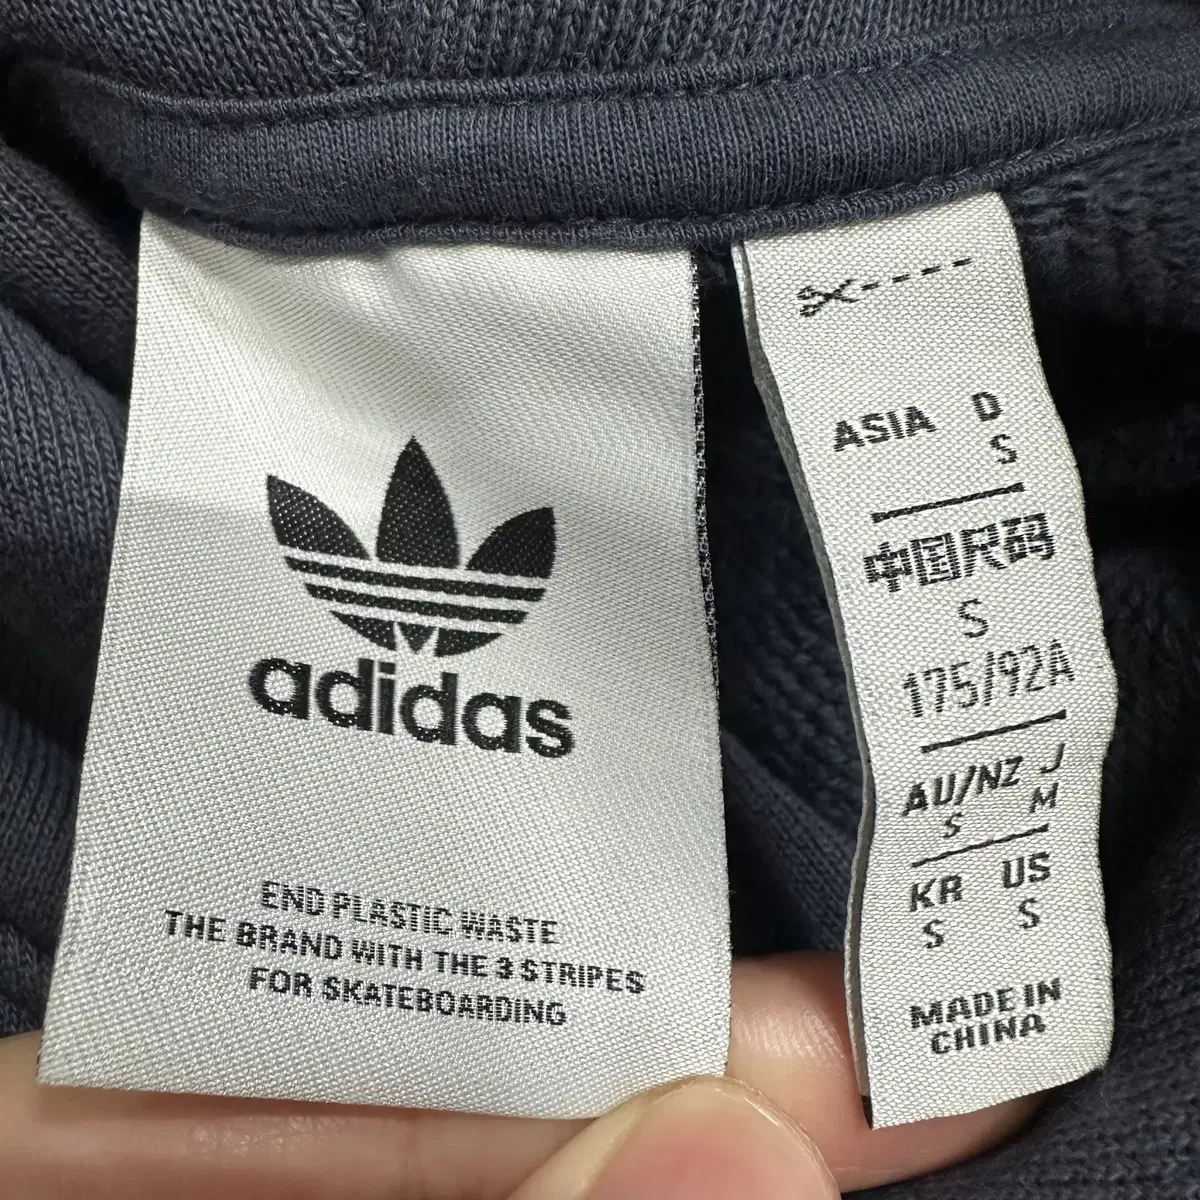 adidas
END PLASTIC WASTE
THE BRAND WITH THE 3 STRIPES
FOR SKATEBOARDING
ASIA D
S
中国尺码
S
175/92A
AU/NZ J
S M
KR US
S S
MADE IN
CHINA